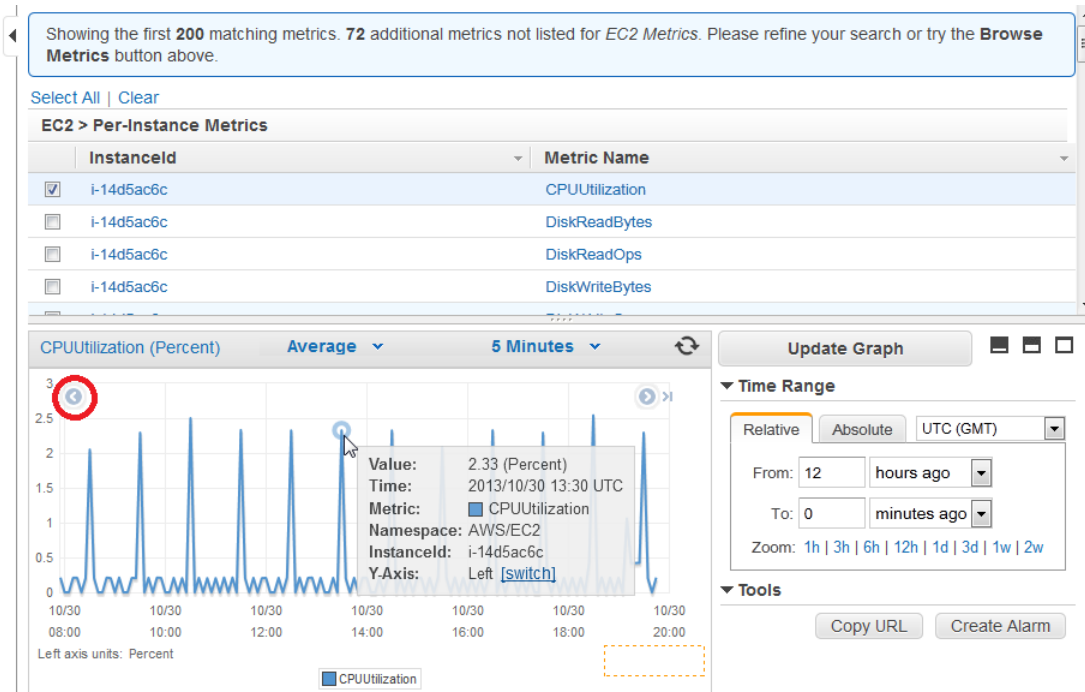 Showing the first 200 matching metrics. 72 additional metrics not listed for EC2 Metrics. Please refine your search or try the Browse
Metrics button above.
Select All | Clear
EC2 > Per-Instance Metrics
InstanceId Metric Name
i-14d5ac6c CPUUtilization
i-14d5ac6c DiskReadBytes
i-14d5ac6c DiskReadOps
i-14d5ac6c DiskWriteBytes
CPUUtilization (Percent) Average 5 Minutes
3
2.5
2
1.5
1
0.5
0
Value: 2.33 (Percent)
Time: 2013/10/30 13:30 UTC
Metric: CPUUtilization
Namespace: AWS/EC2
InstanceId: i-14d5ac6c
Y-Axis: Left [switch]
10/30 10/30 10/30 10/30 10/30 10/30 10/30
08:00 10:00 12:00 14:00 16:00 18:00 20:00
Left axis units: Percent
CPUUtilization
Update Graph
Time Range
Relative Absolute UTC (GMT)
From: 12 hours ago
To: 0 minutes ago
Zoom: 1h | 3h | 6h | 12h | 1d | 3d | 1w | 2w
Tools
Copy URL Create Alarm